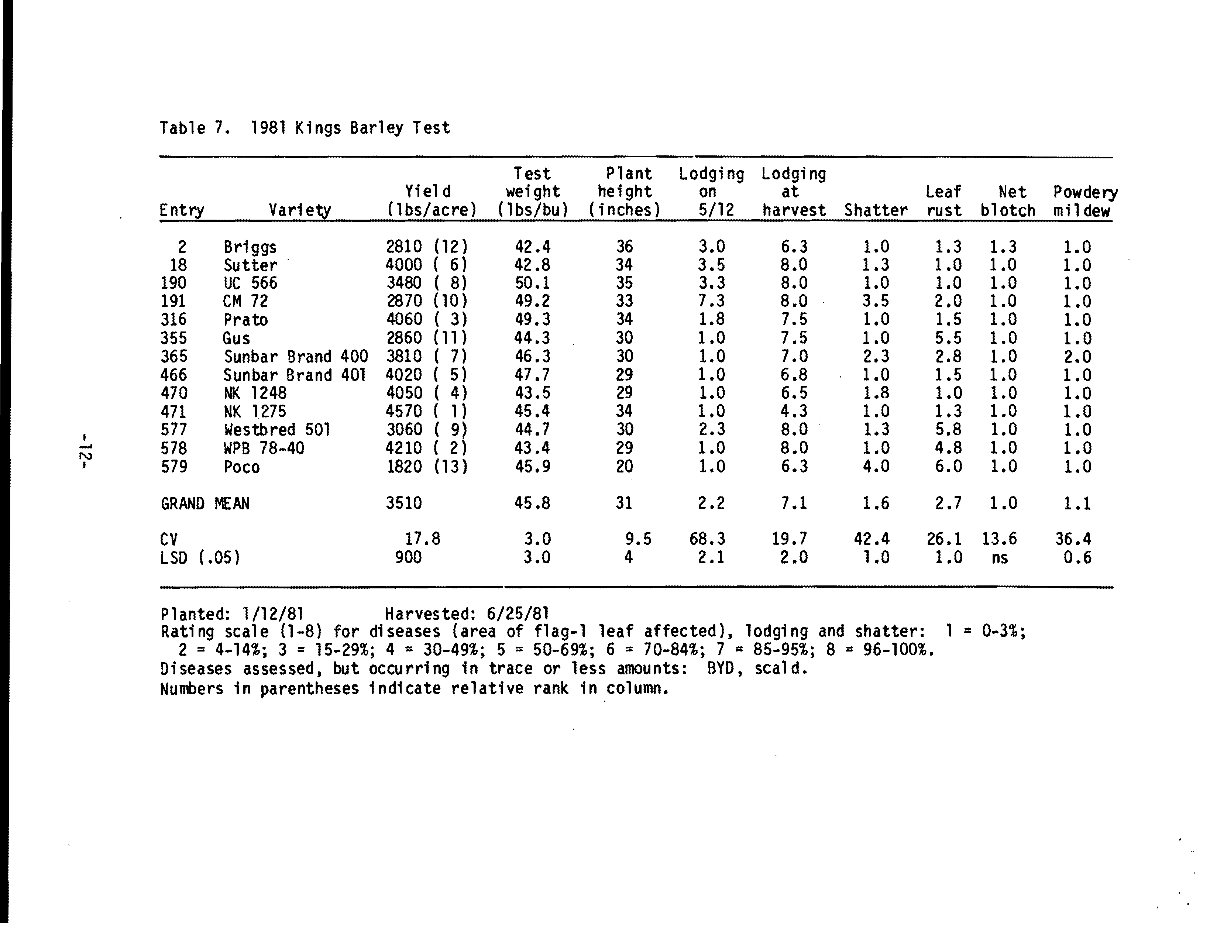 Table 7. 1981 Kings Barley Test
Test Plant Lodging Lodging
Yield weight height on at Leaf Net Powdery
Entry Variety (lbs/acre) (lbs/bu) (inches) 5/12 harvest Shatter rust blotch mildew
2 Briggs 2810 (12) 42.4 36 3.0 6.3 1.0 1.3 1.3 1.0
18 Sutter 4000 ( 6) 42.8 34 3.5 8.0 1.3 1.0 1.0 1.0
190 UC 566 3480 ( 8) 50.1 35 3.3 8.0 1.0 1.0 1.0 1.0
191 CM 72 2870 (10) 49.2 33 7.3 8.0 3.5 2.0 1.0 1.0
316 Prato 4060 ( 3) 49.3 34 1.8 7.5 1.0 1.5 1.0 1.0
355 Gus 2860 (11) 44.3 30 1.0 7.5 1.0 5.5 1.0 1.0
365 Sunbar Brand 400 3810 ( 7) 46.3 30 1.0 7.0 2.3 2.8 1.0 2.0
466 Sunbar Brand 401 4020 ( 5) 47.7 29 1.0 6.8 1.0 1.5 1.0 1.0
470 NK 1248 4050 ( 4) 43.5 29 1.0 6.5 1.8 1.0 1.0 1.0
471 NK 1275 4570 ( 1) 45.4 34 1.0 4.3 1.0 1.3 1.0 1.0
577 Westbred 501 3060 ( 9) 44.7 30 2.3 8.0 1.3 5.8 1.0 1.0
578 WPB 78-40 4210 ( 2) 43.4 29 1.0 8.0 1.0 4.8 1.0 1.0
579 Poco 1820 (13) 45.9 20 1.0 6.3 4.0 6.0 1.0 1.0
GRAND MEAN 3510 45.8 31 2.2 7.1 1.6 2.7 1.0 1.1
CV 17.8 3.0 9.5 68.3 19.7 42.4 26.1 13.6 36.4
LSD (.05) 900 3.0 4 2.1 2.0 1.0 1.0 ns 0.6
Planted: 1/12/81 Harvested: 6/25/81
Rating scale (1-8) for diseases (area of flag-1 leaf affected), lodging and shatter: 1 = 0-3%;
2 = 4-14%; 3 = 15-29%; 4 = 30-49%; 5 = 50-69%; 6 = 70-84%; 7 = 85-95%; 8 = 96-100%.
Diseases assessed, but occurring in trace or less amounts: BYD, scald.
Numbers in parentheses indicate relative rank in column.
-12-